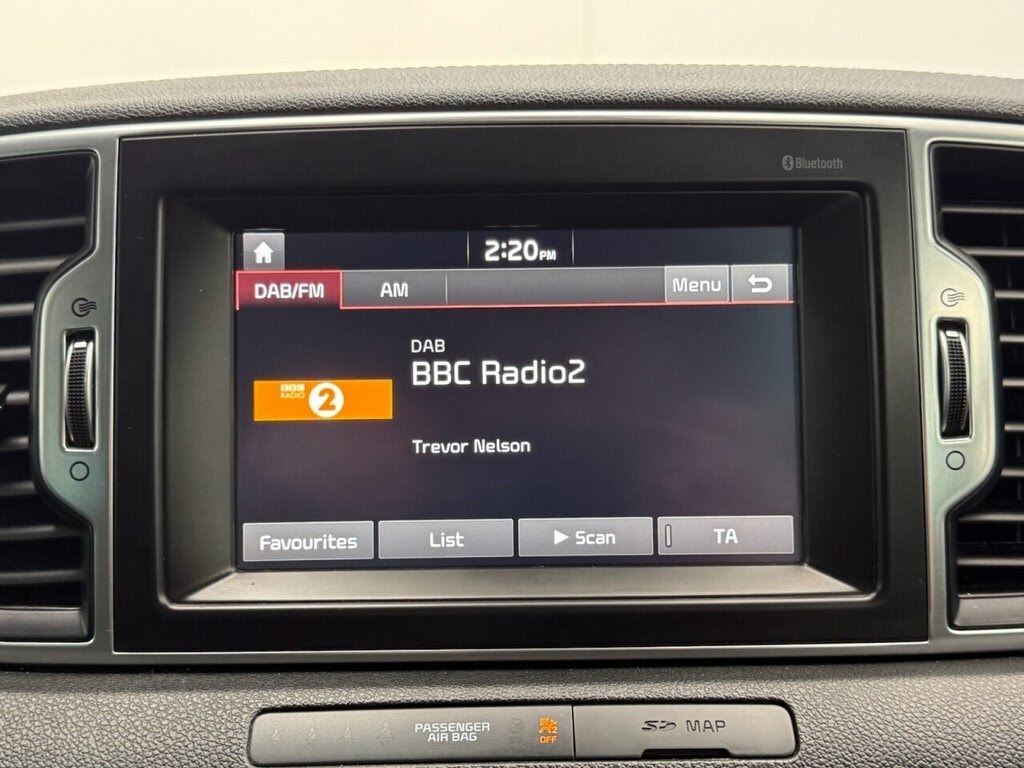 Bluetooth
2:20PM
DAB/FM AM Menu
DAB
BBC Radio2
BBC
RADIO 2
Trevor Nelson
Favourites List Scan TA
PASSENGER
AIR BAG
OFF
SD MAP